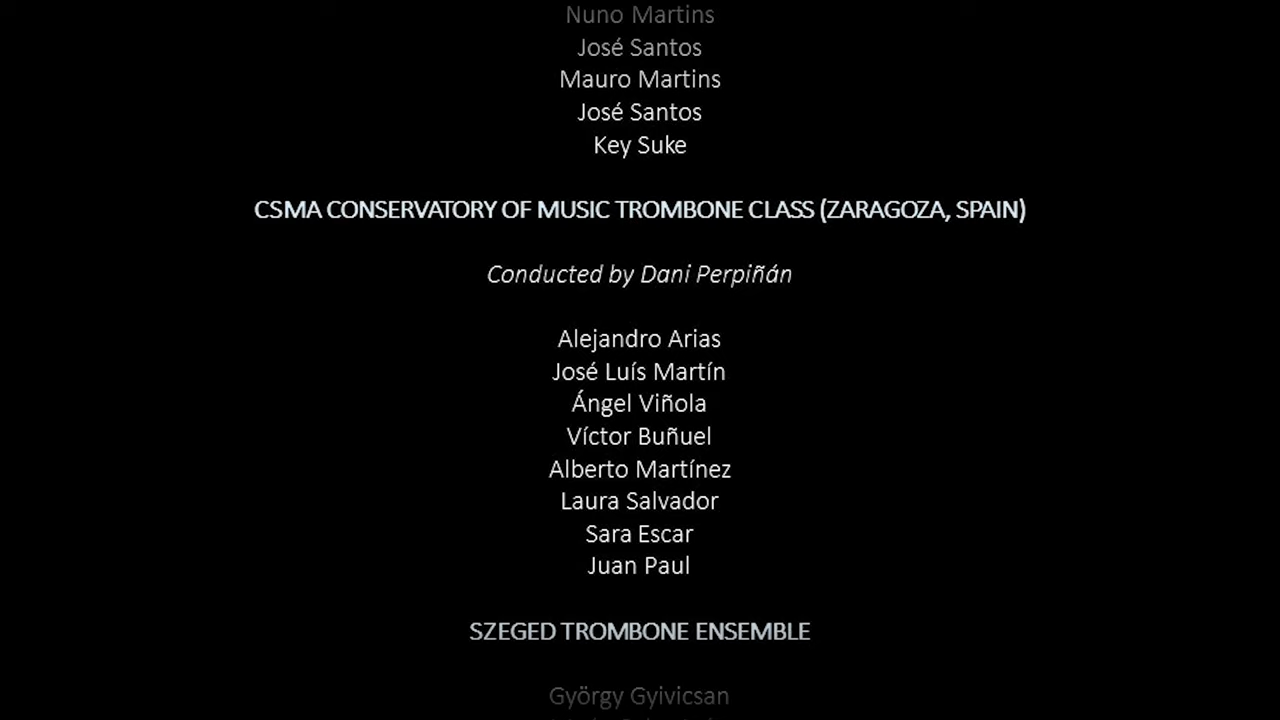 Nuno Martins
José Santos
Mauro Martins
José Santos
Key Suke
CSMA CONSERVATORY OF MUSIC TROMBONE CLASS (ZARAGOZA, SPAIN)
Conducted by Dani Perpiñán
Alejandro Arias
José Luís Martín
Ángel Viñola
Víctor Buñuel
Alberto Martínez
Laura Salvador
Sara Escar
Juan Paul
SZEGED TROMBONE ENSEMBLE
György Gyivicsan